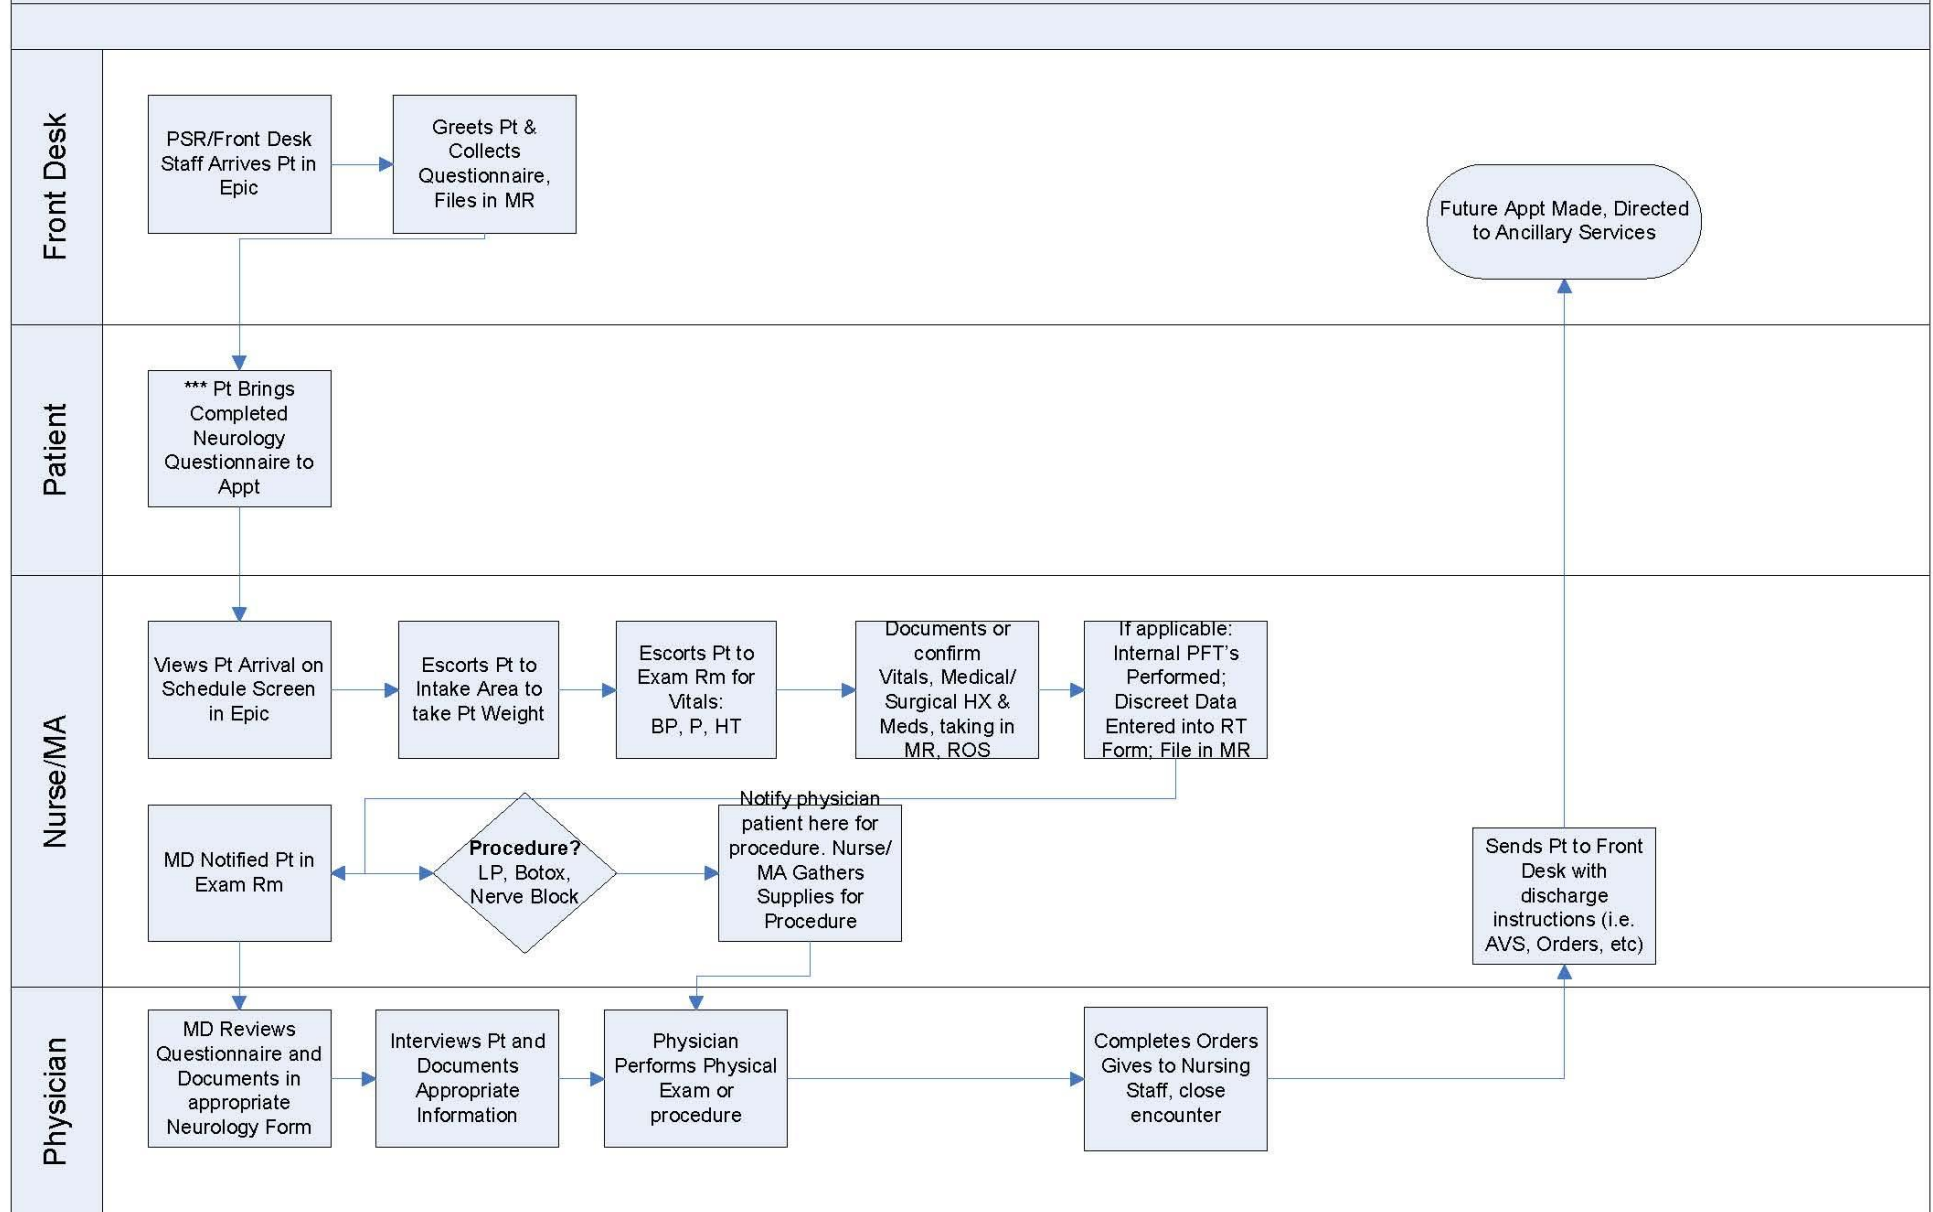 Front Desk
PSR/Front Desk
Staff Arrives Pt in
Epic
Greets Pt &
Collects
Questionnaire,
Files in MR
Future Appt Made, Directed
to Ancillary Services
Patient
*** Pt Brings
Completed
Neurology
Questionnaire to
Appt
Nurse/MA
Views Pt Arrival on
Schedule Screen
in Epic
Escorts Pt to
Intake Area to
take Pt Weight
Escorts Pt to
Exam Rm for
Vitals:
BP, P, HT
Documents or
confirm
Vitals, Medical/
Surgical HX &
Meds, taking in
MR, ROS
If applicable:
Internal PFT's
Performed;
Discreet Data
Entered into RT
Form; File in MR
MD Notified Pt in
Exam Rm
Procedure?
LP, Botox,
Nerve Block
Notify physician
patient here for
procedure. Nurse/
MA Gathers
Supplies for
Procedure
Sends Pt to Front
Desk with
discharge
instructions (i.e.
AVS, Orders, etc)
Physician
MD Reviews
Questionnaire and
Documents in
appropriate
Neurology Form
Interviews Pt and
Documents
Appropriate
Information
Physician
Performs Physical
Exam or
procedure
Completes Orders
Gives to Nursing
Staff, close
encounter